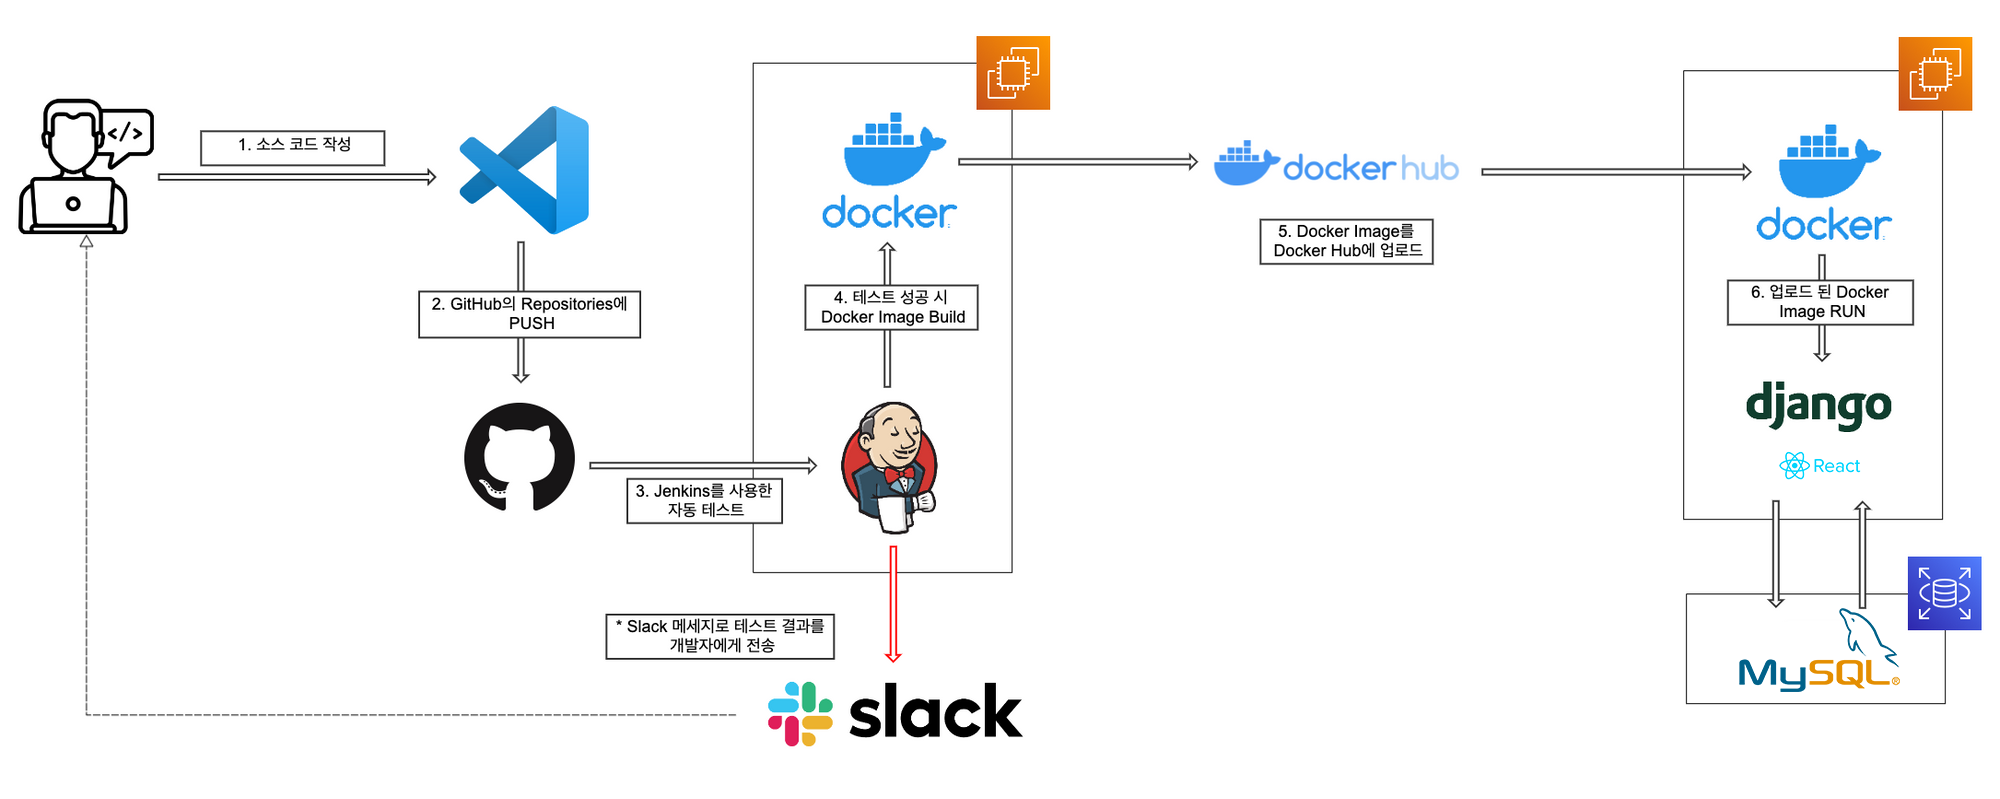 </>
1. 소스 코드 작성
2. GitHub의 Repositories에
PUSH
3. Jenkins를 사용한
자동 테스트
docker
4. 테스트 성공 시
Docker Image Build
* Slack 메세지로 테스트 결과를
개발자에게 전송
slack
docker hub
5. Docker Image를
Docker Hub에 업로드
docker
6. 업로드 된 Docker
Image RUN
django
React
MySQL®